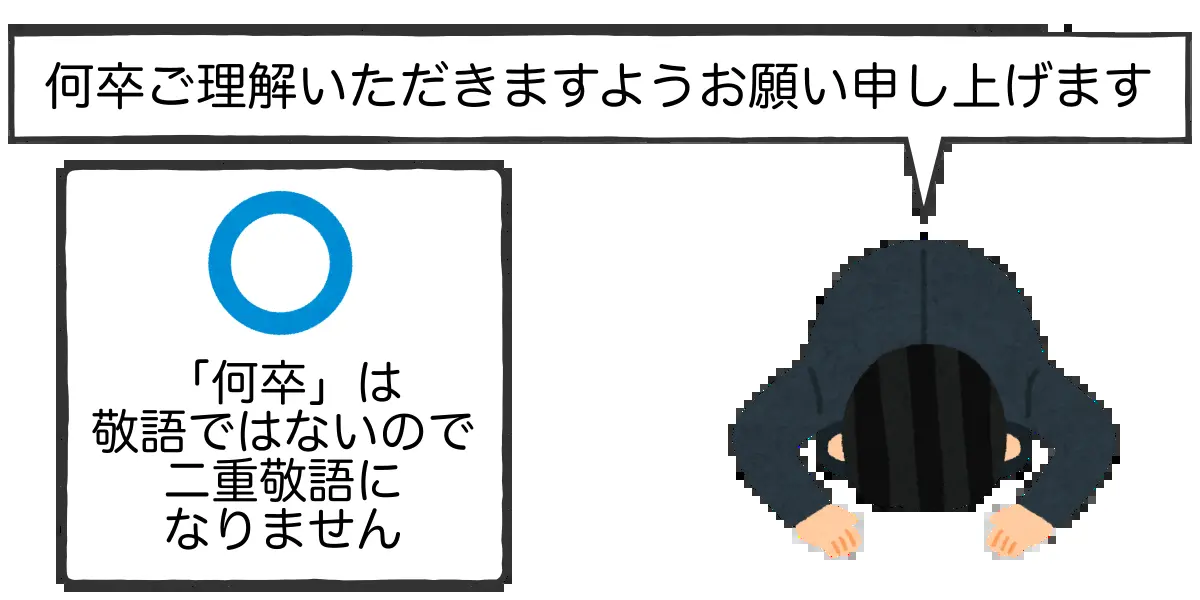 何卒ご理解いただきますようお願い申し上げます
「何卒」は
敬語ではないので
二重敬語に
なりません